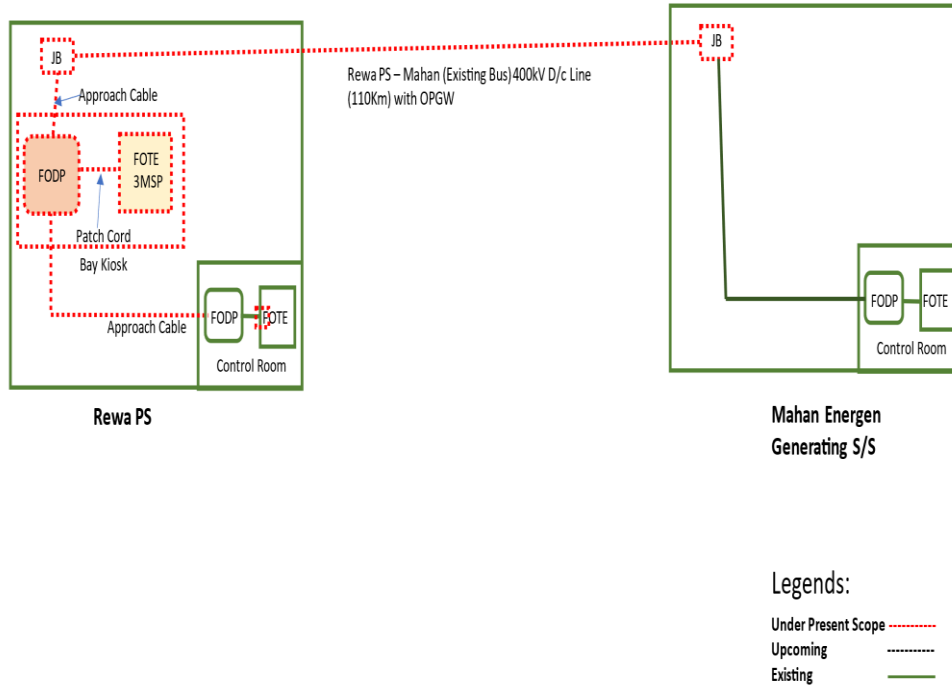 JB
JB
Rewa PS – Mahan (Existing Bus) 400kV D/c Line
(110Km) with OPGW
Approach Cable
FODP
FOTE
3MSP
Patch Cord
Bay Kiosk
Approach Cable
FODP
FOTE
Control Room
FODP
FOTE
Control Room
Rewa PS
Mahan Energen
Generating S/S
Legends:
Under Present Scope
Upcoming
Existing